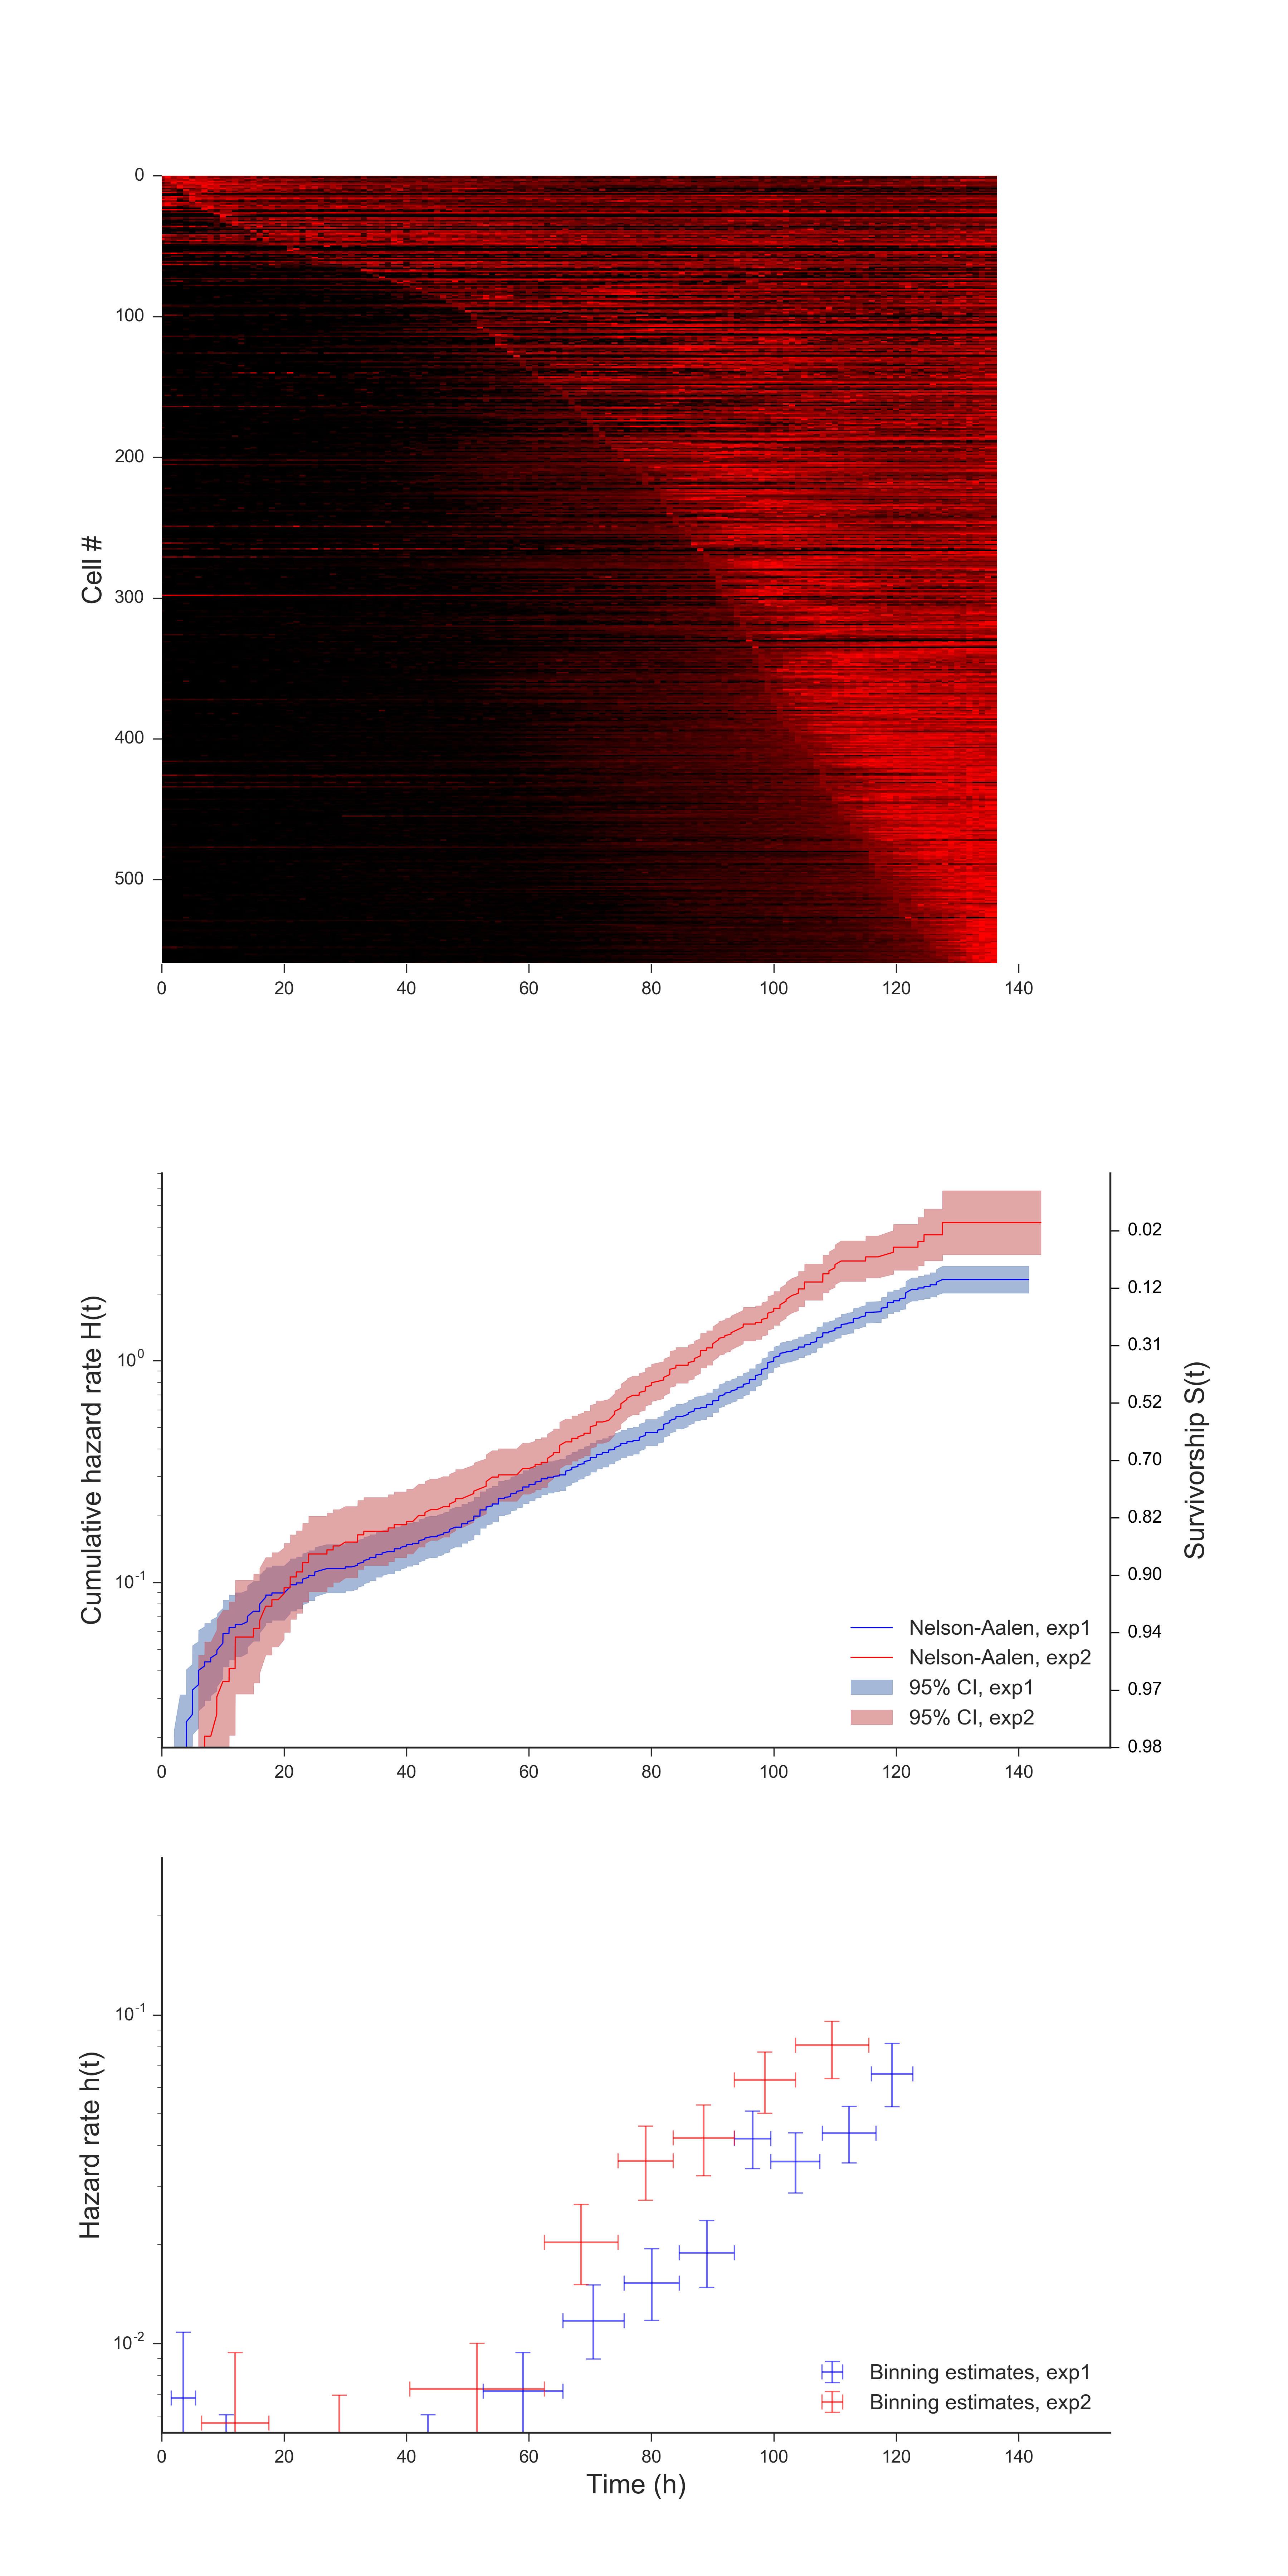 0
100
200
300
400
500
Cell #
0 20 40 60 80 100 120 140
10^0
10^-1
Cumulative hazard rate H(t)
0.02
0.12
0.31
0.52
0.70
0.82
0.90
0.94
0.97
0.98
Survivorship S(t)
Nelson-Aalen, exp1
Nelson-Aalen, exp2
95% CI, exp1
95% CI, exp2
0 20 40 60 80 100 120 140
10^-1
10^-2
Hazard rate h(t)
Binning estimates, exp1
Binning estimates, exp2
0 20 40 60 80 100 120 140
Time (h)